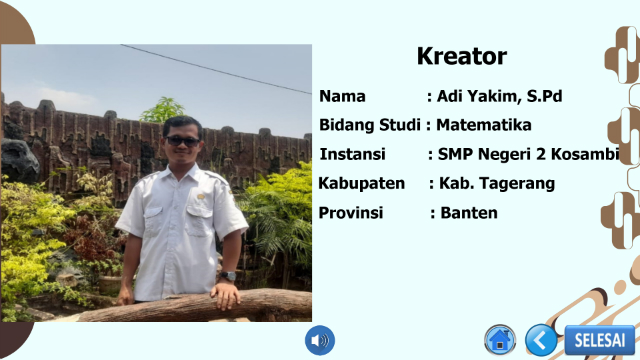 Kreator
Nama : Adi Yakim, S.Pd
Bidang Studi : Matematika
Instansi : SMP Negeri 2 Kosambi
Kabupaten : Kab. Tagerang
Provinsi : Banten
SELESAI